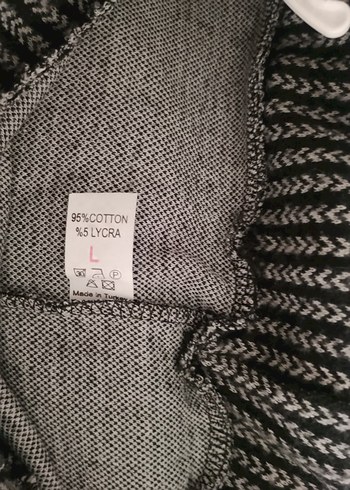 95%COTTON
%5 LYCRA
L
P
Made in Turkey